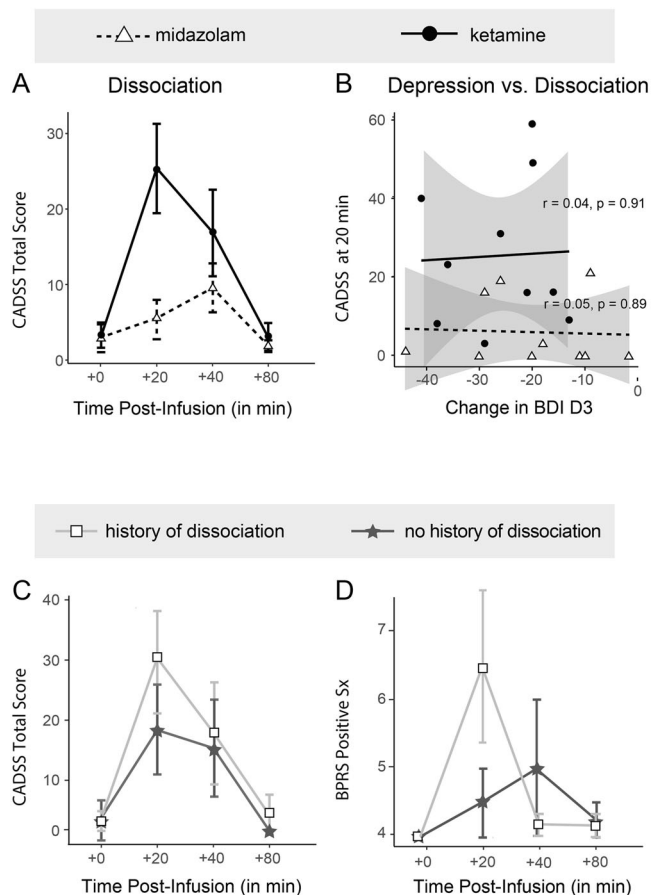 midazolam ketamine
A Dissociation
CADSS Total Score
30
20
10
0
+0 +20 +40 +80
Time Post-Infusion (in min)
B Depression vs. Dissociation
CADSS at 20 min
60
40
20
0
r = 0.04, p = 0.91
r = 0.05, p = 0.89
-40 -30 -20 -10 0
Change in BDI D3
history of dissociation no history of dissociation
C
CADSS Total Score
40
30
20
10
0
+0 +20 +40 +80
Time Post-Infusion (in min)
D
BPRS Positive Sx
7
6
5
4
+0 +20 +40 +80
Time Post-Infusion (in min)